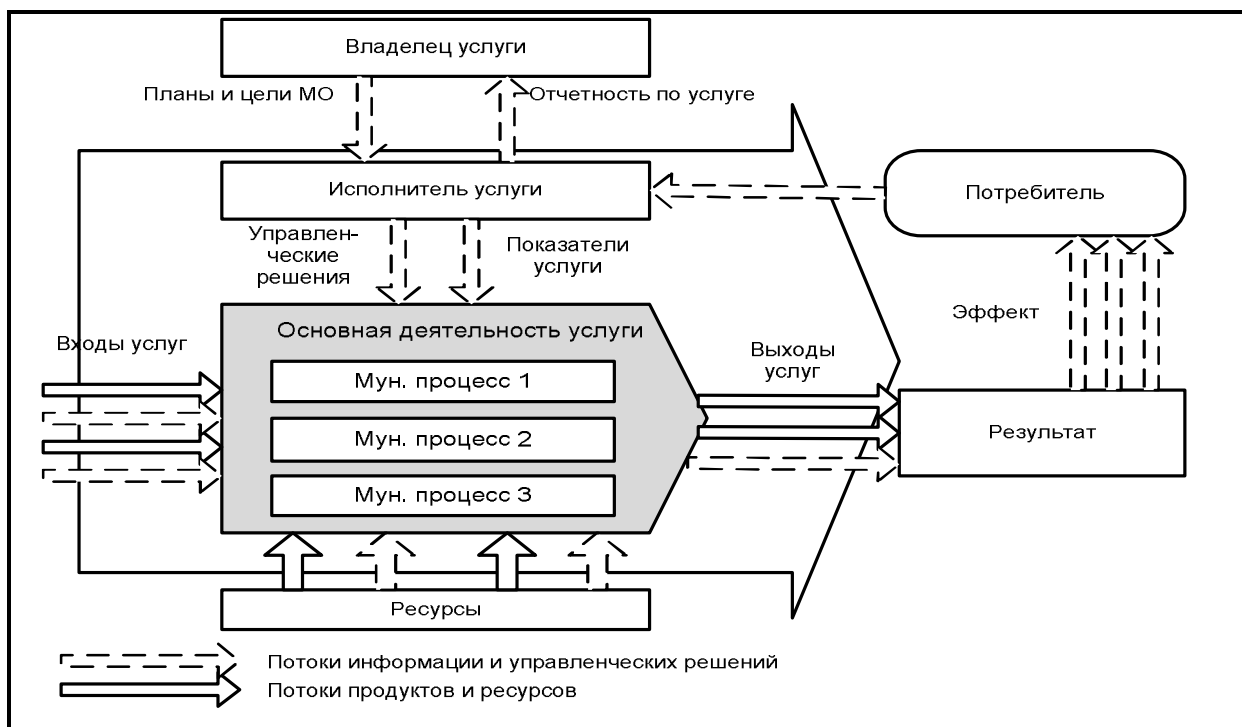 Владелец услуги
Планы и цели МО
Отчетность по услуге
Исполнитель услуги
Потребитель
Управлен-
ческие
решения
Показатели
услуги
Основная деятельность услуги
Эффект
Входы услуг
Выходы
услуг
Мун. процесс 1
Мун. процесс 2
Результат
Мун. процесс 3
Ресурсы
Потоки информации и управленческих решений
Потоки продуктов и ресурсов